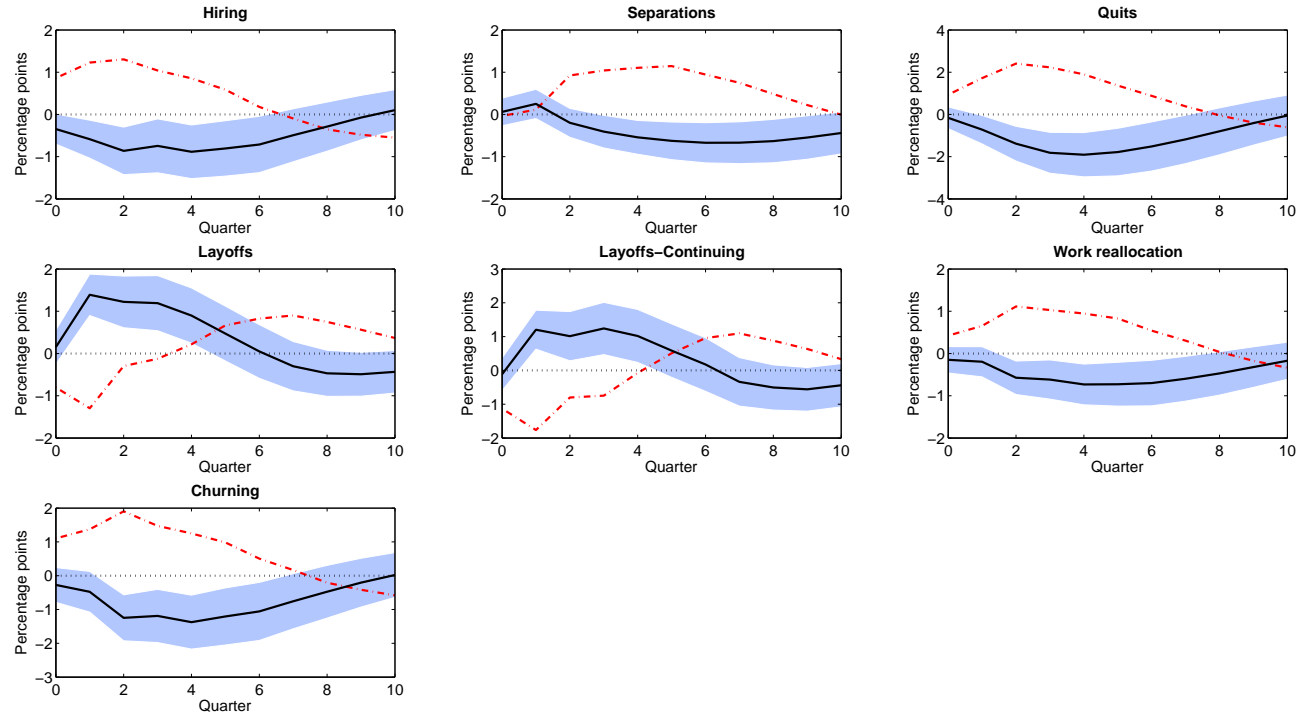 Hiring
Percentage points
2
1
0
−1
−2
0 2 4 6 8 10
Quarter
Separations
Percentage points
2
1
0
−1
−2
0 2 4 6 8 10
Quarter
Quits
Percentage points
4
2
0
−2
−4
0 2 4 6 8 10
Quarter
Layoffs
Percentage points
2
1
0
−1
−2
0 2 4 6 8 10
Quarter
Layoffs−Continuing
Percentage points
3
2
1
0
−1
−2
0 2 4 6 8 10
Quarter
Work reallocation
Percentage points
2
1
0
−1
−2
0 2 4 6 8 10
Quarter
Churning
Percentage points
2
1
0
−1
−2
−3
0 2 4 6 8 10
Quarter